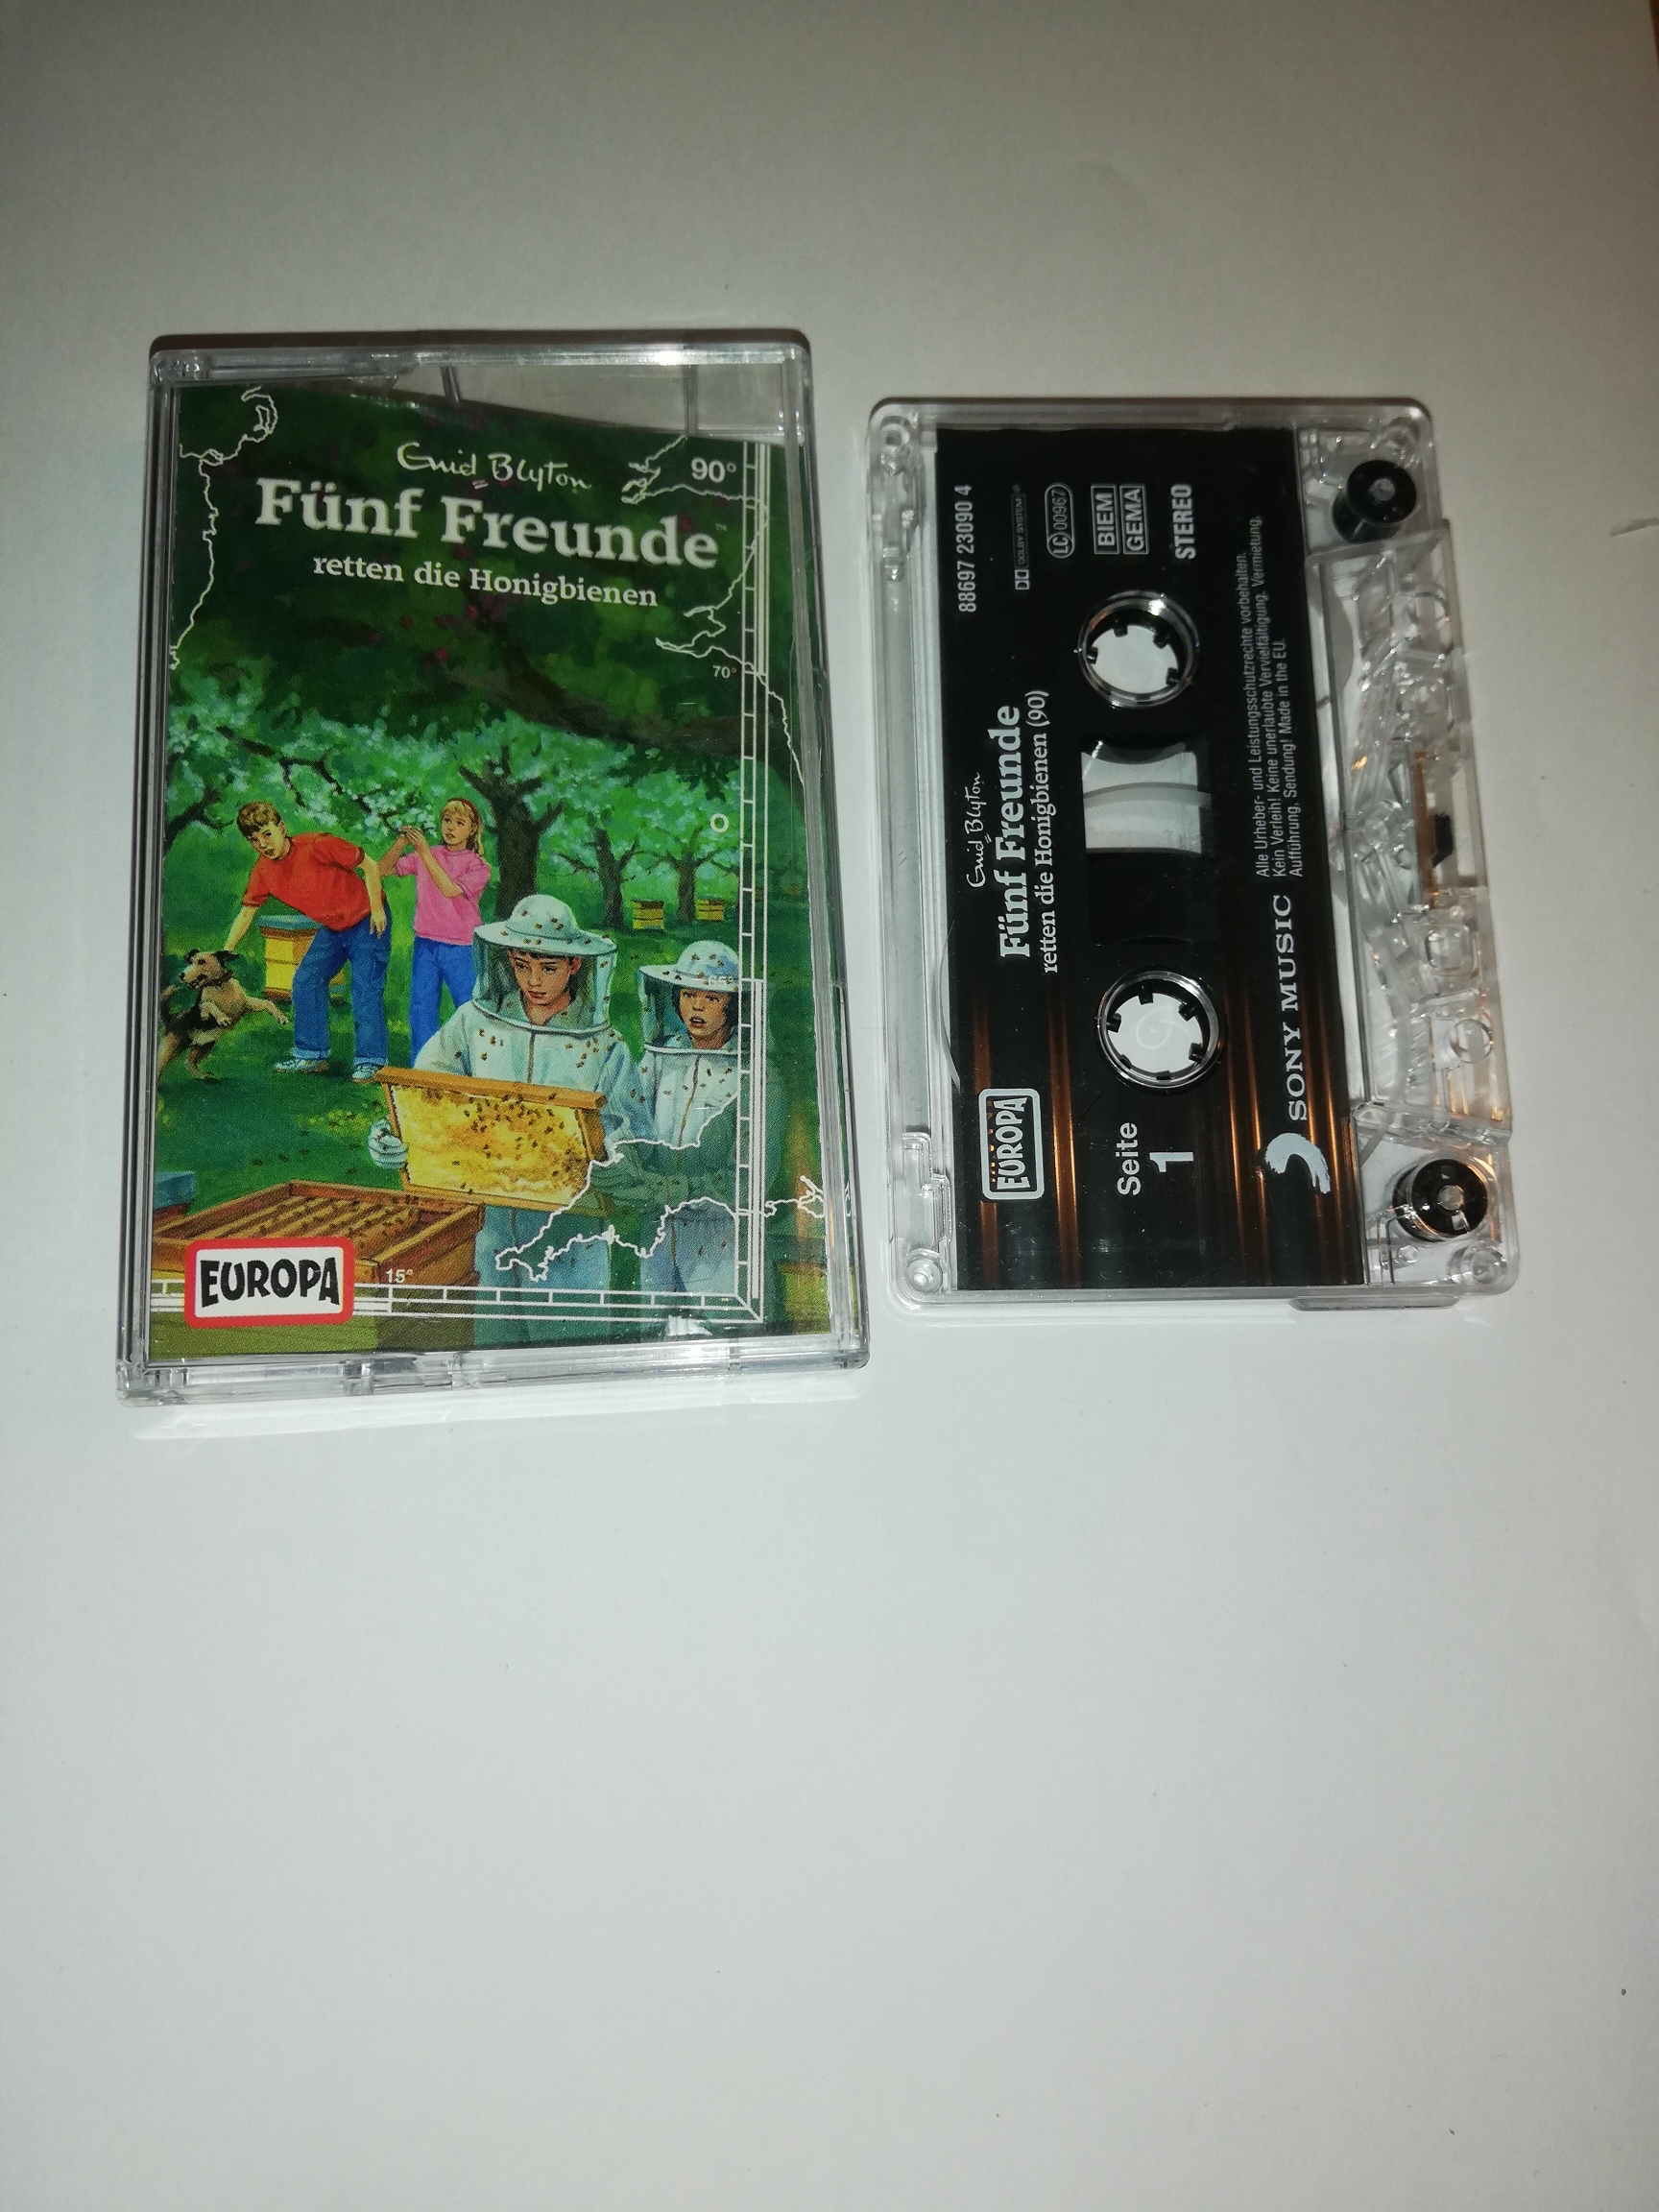 Enid Blyton
90°
Fünf Freunde
retten die Honigbienen
70°
15°
EUROPA
Enid Blyton
Fünf Freunde
retten die Honigbienen (90)
88697 23090 4
DOLBY SYSTEM
LC 00967
BIEM
GEMA
STEREO
EUROPA
Seite
1
SONY MUSIC
Alle Urheber- und Leistungsschutzrechte vorbehalten.
Kein Verleih! Keine unerlaubte Vervielfältigung, Vermietung,
Aufführung, Sendung! Made in the EU.